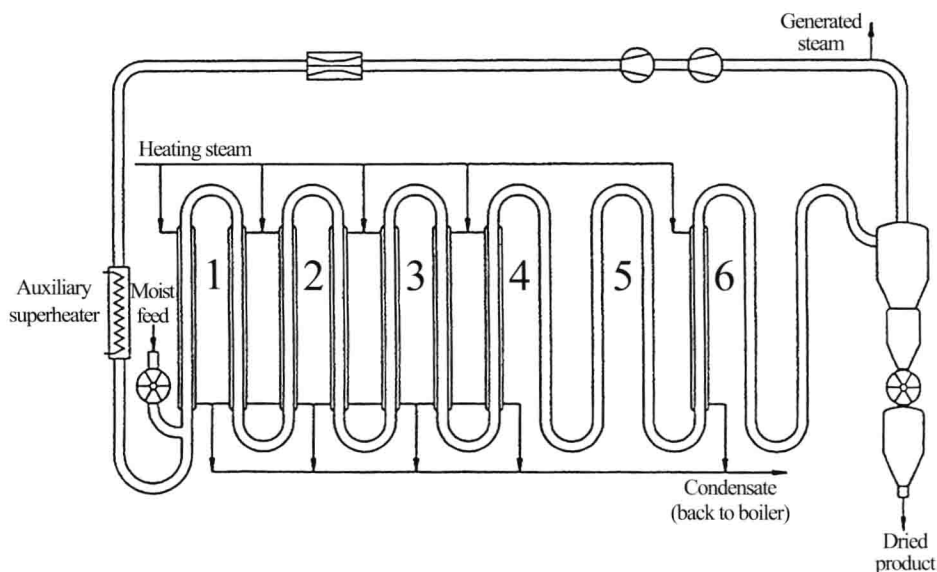 Generated
steam
Heating steam
1 2 3 4 5 6
Auxiliary
superheater
Moist
feed
Condensate
(back to boiler)
Dried
product